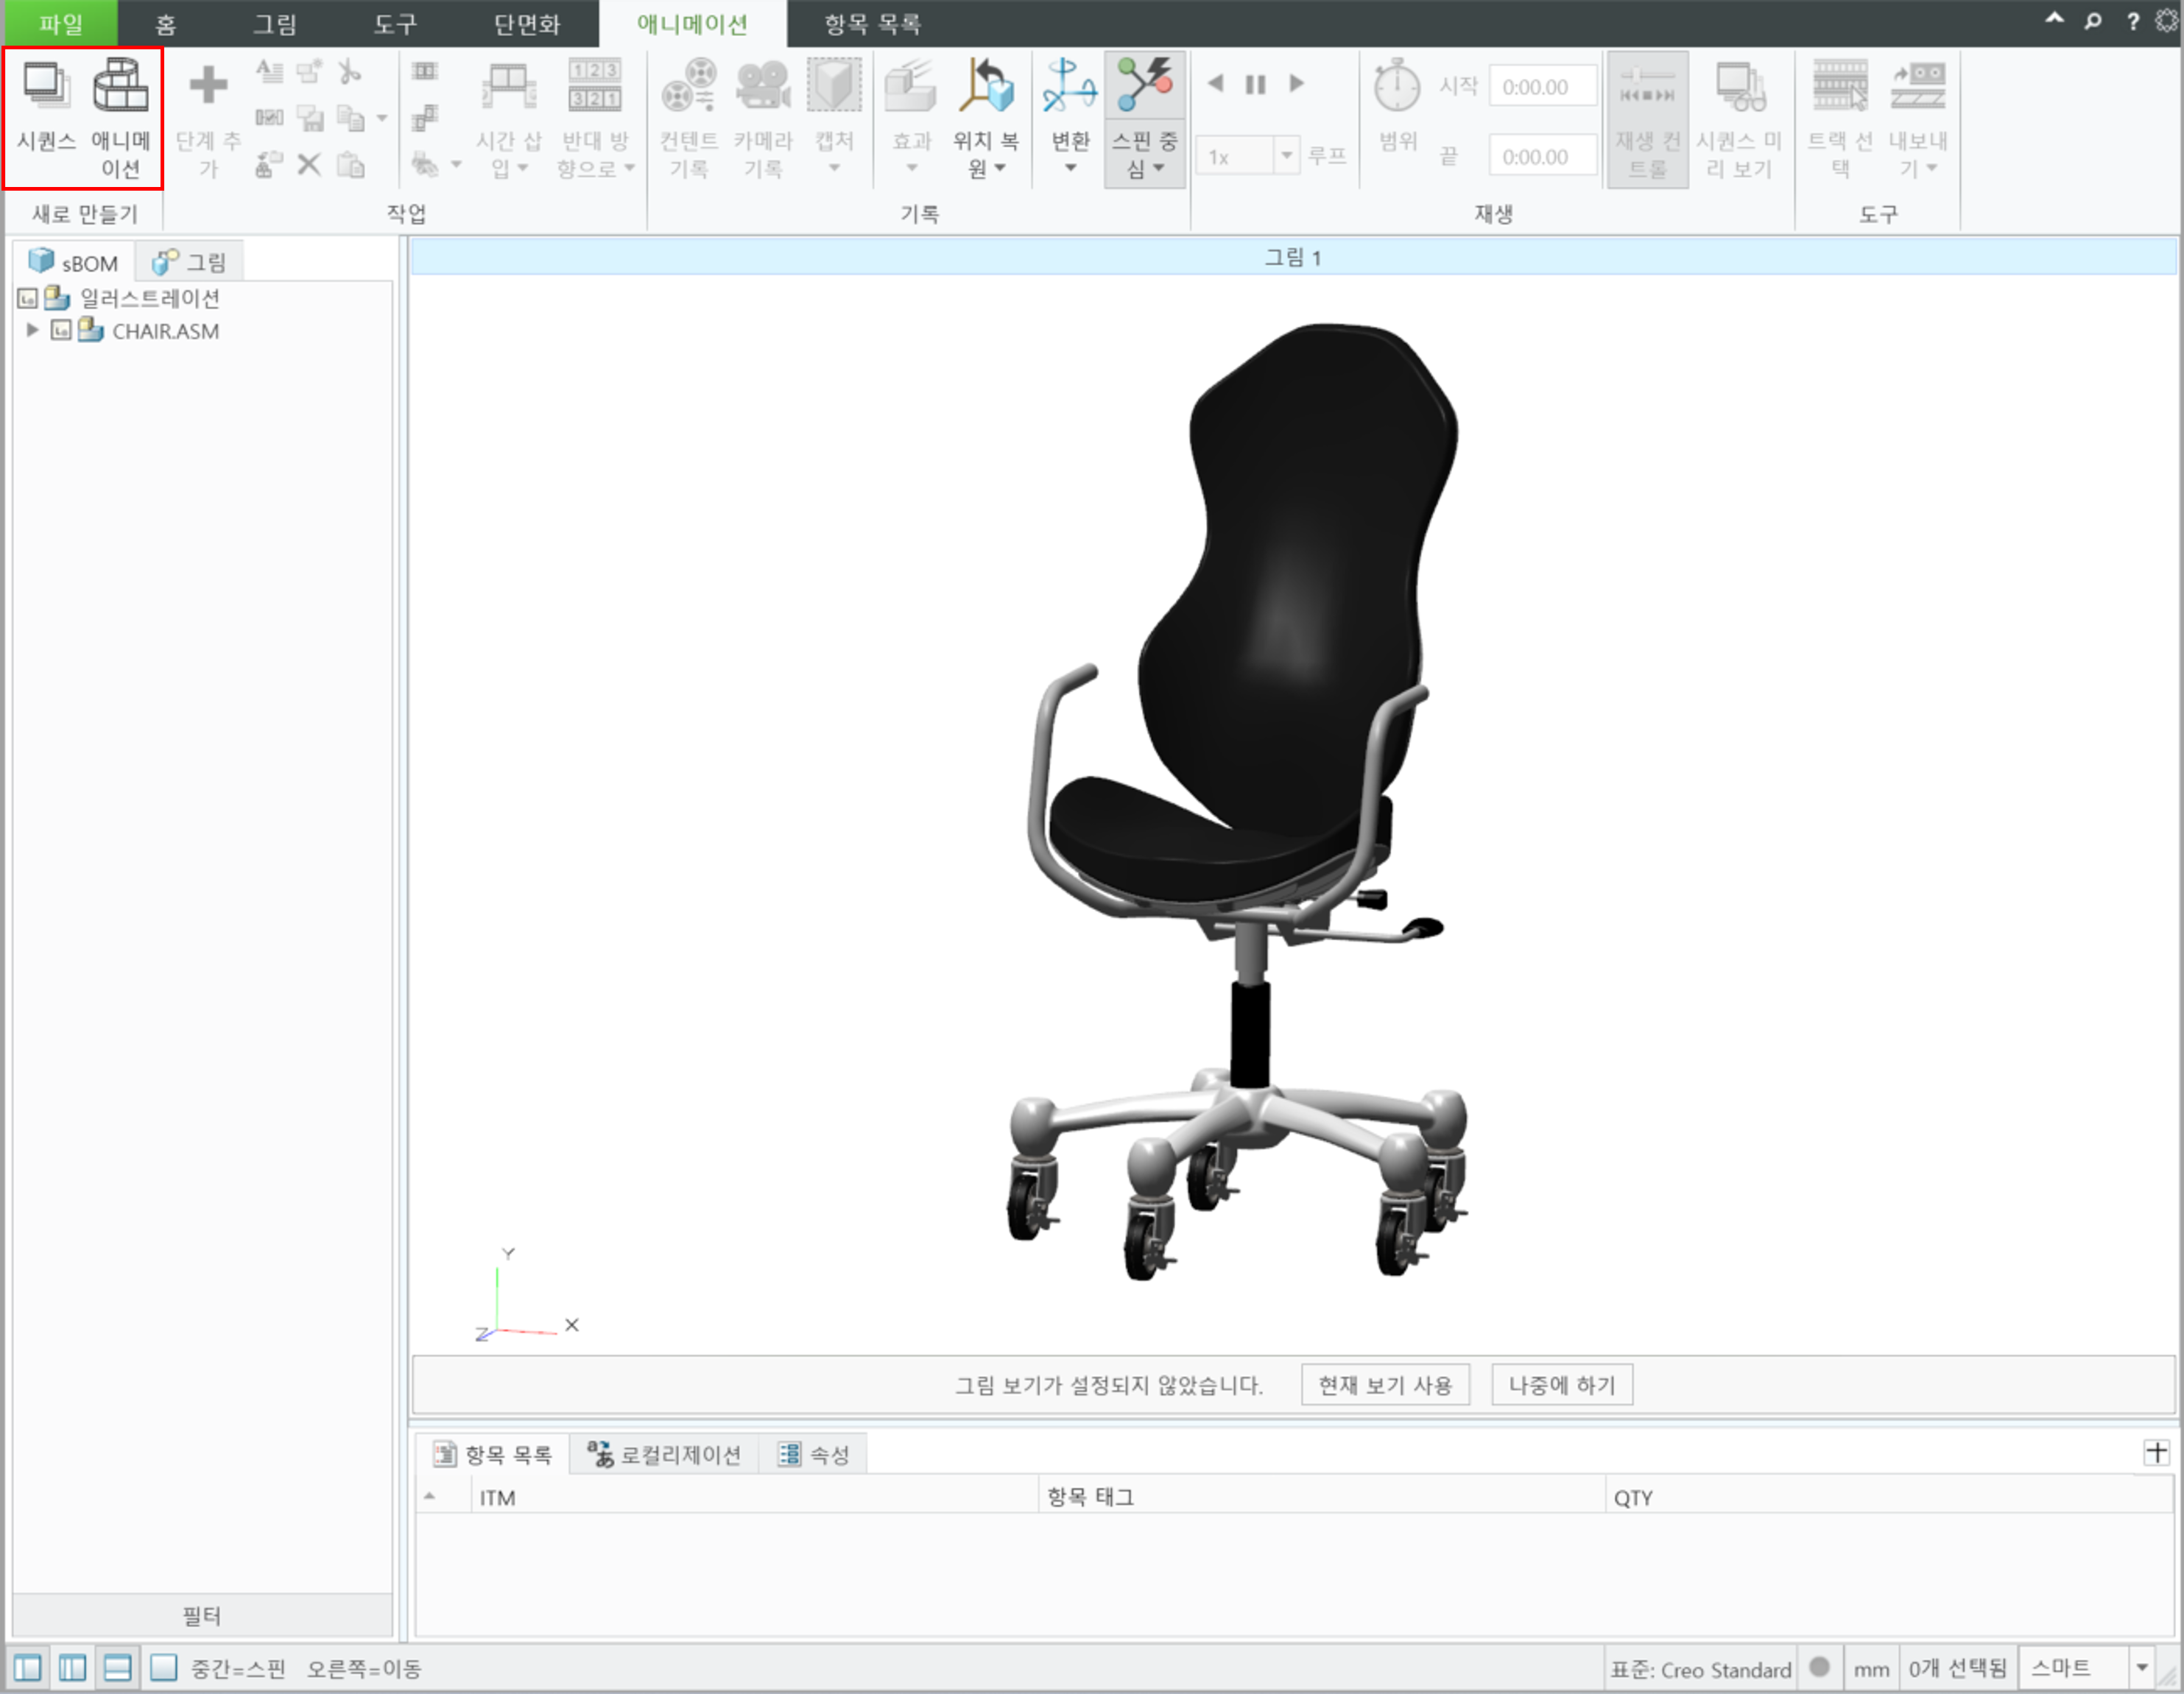 파일 홈 그림 도구 단면화 애니메이션 항목 목록
시퀀스 애니메이션
단계 추가
시간 삽입
반대 방향으로
컨텐트 기록
카메라 기록
캡처
효과
위치 복원
변환
스핀 중심
1x 루프
범위
시작 0:00.00
끝 0:00.00
재생 컨트롤
시퀀스 미리 보기
트랙 선택
내보내기
새로 만들기 작업 기록 재생 도구
sBOM 그림
일러스트레이션
CHAIR.ASM
그림 1
Y
X
Z
그림 보기가 설정되지 않았습니다. 현재 보기 사용 나중에 하기
항목 목록 로컬리제이션 속성
ITM 항목 태그 QTY
필터
중간=스핀 오른쪽=이동 표준: Creo Standard mm 0개 선택됨 스마트